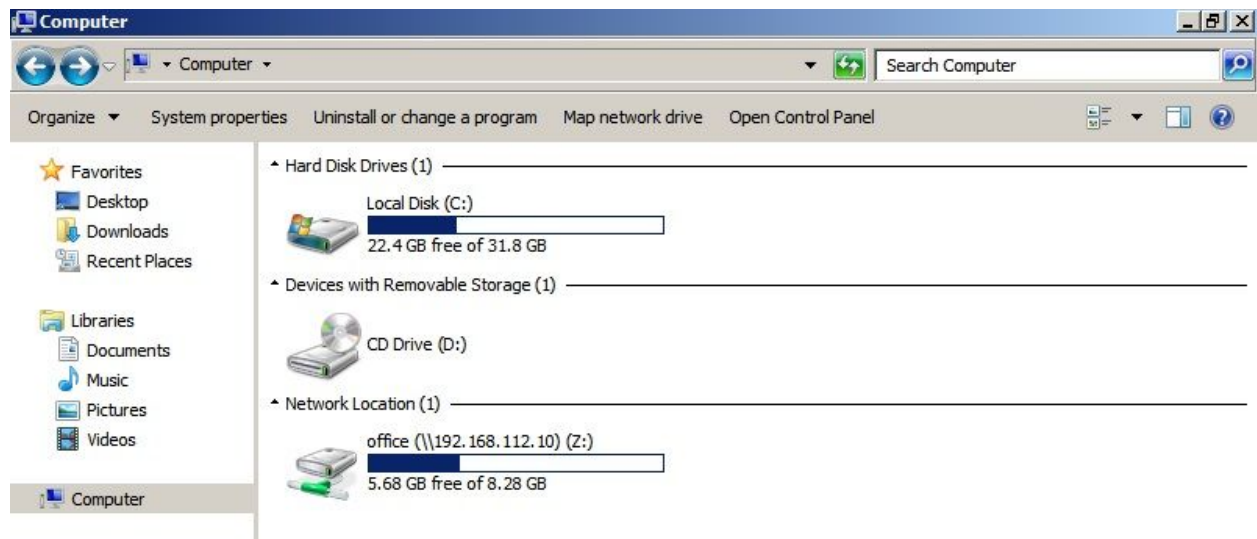 Computer
Computer
Search Computer
Organize System properties Uninstall or change a program Map network drive Open Control Panel
Favorites
Desktop
Downloads
Recent Places
Libraries
Documents
Music
Pictures
Videos
Computer
Hard Disk Drives (1)
Local Disk (C:)
22.4 GB free of 31.8 GB
Devices with Removable Storage (1)
CD Drive (D:)
Network Location (1)
office (\\192.168.112.10) (Z:)
5.68 GB free of 8.28 GB